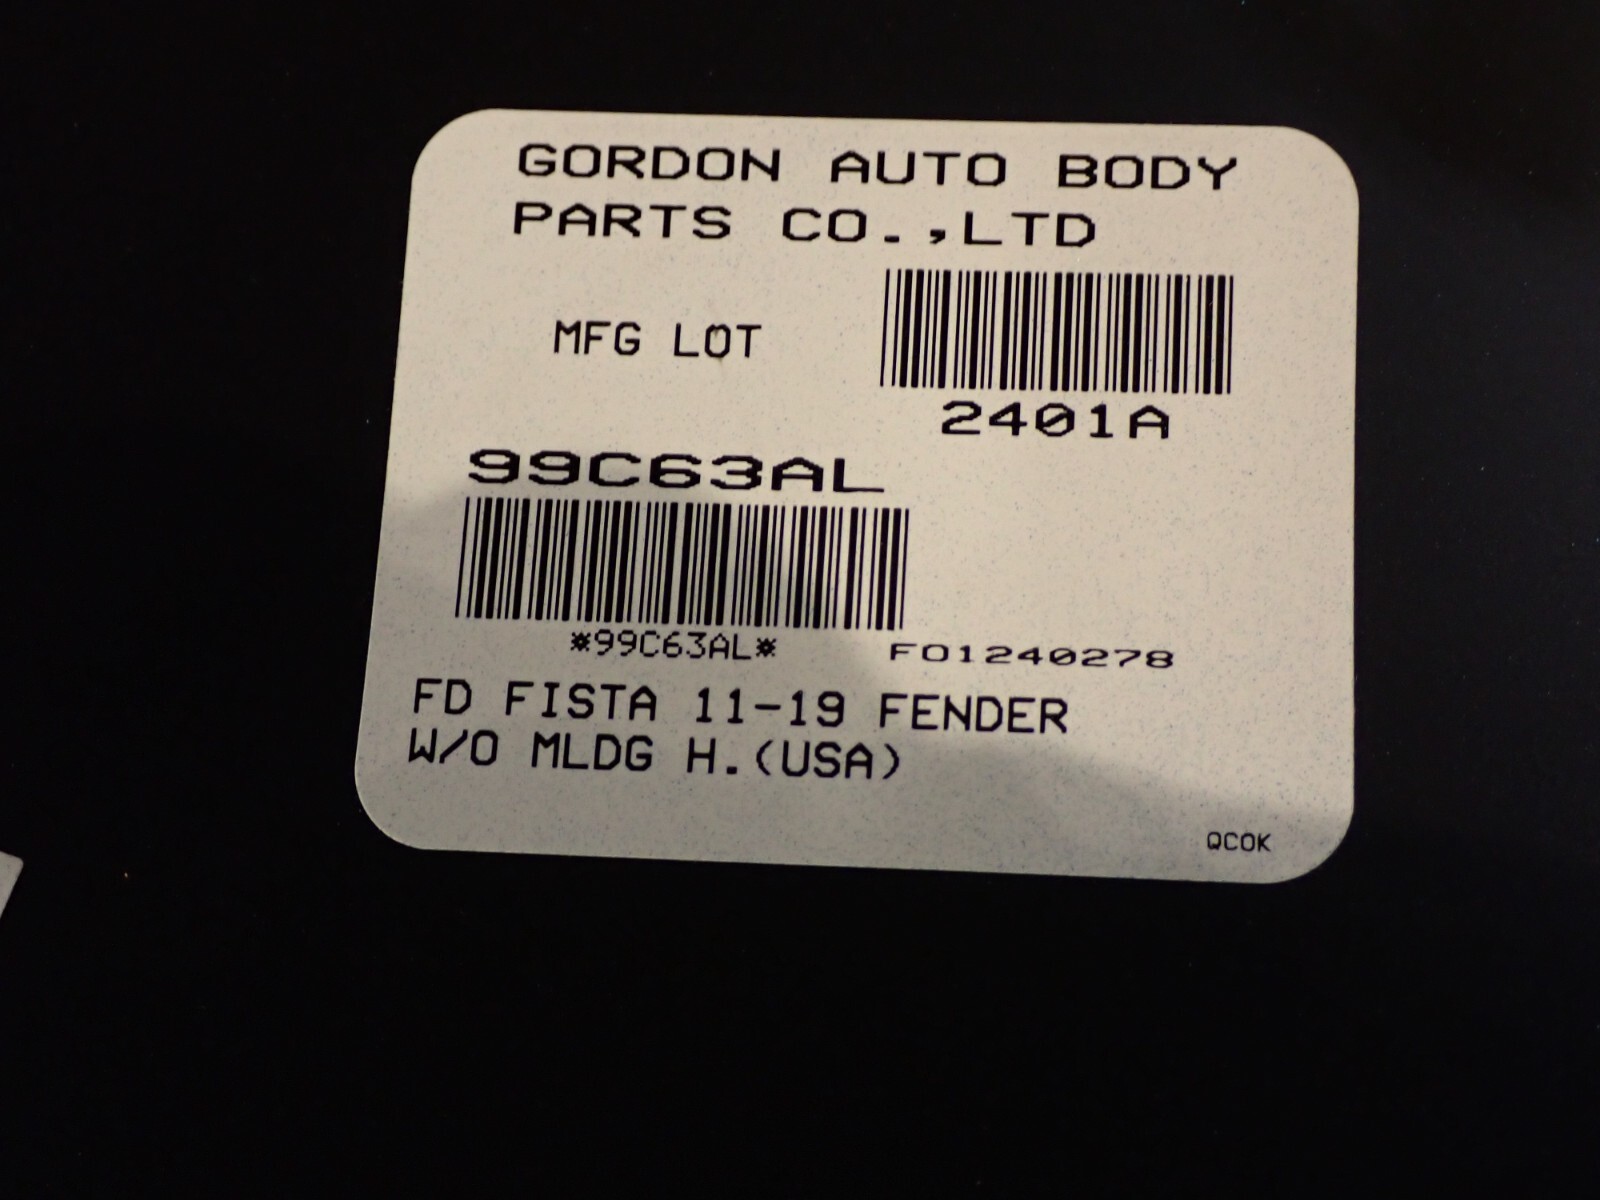 GORDON AUTO BODY
PARTS CO.,LTD
MFG LOT
2401A
99C63AL
*99C63AL*
FO1240278
FD FISTA 11-19 FENDER
W/O MLDG H.(USA)
QCOK